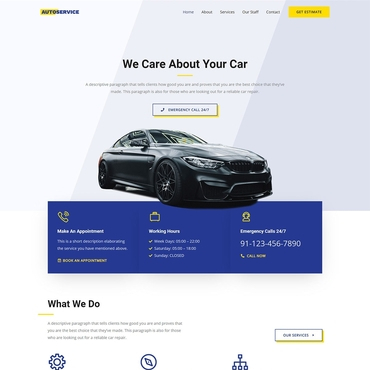 AUTOSERVICE
Home About Services Our Staff Contact GET ESTIMATE
We Care About Your Car
A descriptive paragraph that tells clients how good you are and proves that you are the best choice that they're
made. This paragraph is also for those who are looking out for a reliable car repair.
EMERGENCY CALL 24/7
Make An Appointment
This is a short description elaborating
the service you have mentioned above.
BOOK AN APPOINTMENT
Working Hours
Week Days: 05:00 – 22:00
Saturday: 05:00 – 18:00
Sunday: CLOSED
Emergency Calls 24/7
91-123-456-7890
CALL NOW
What We Do
A descriptive paragraph that tells clients how good you are and proves that you
are the best choice that they're made. This paragraph is also for those
who are looking out for a reliable car repair.
OUR SERVICES